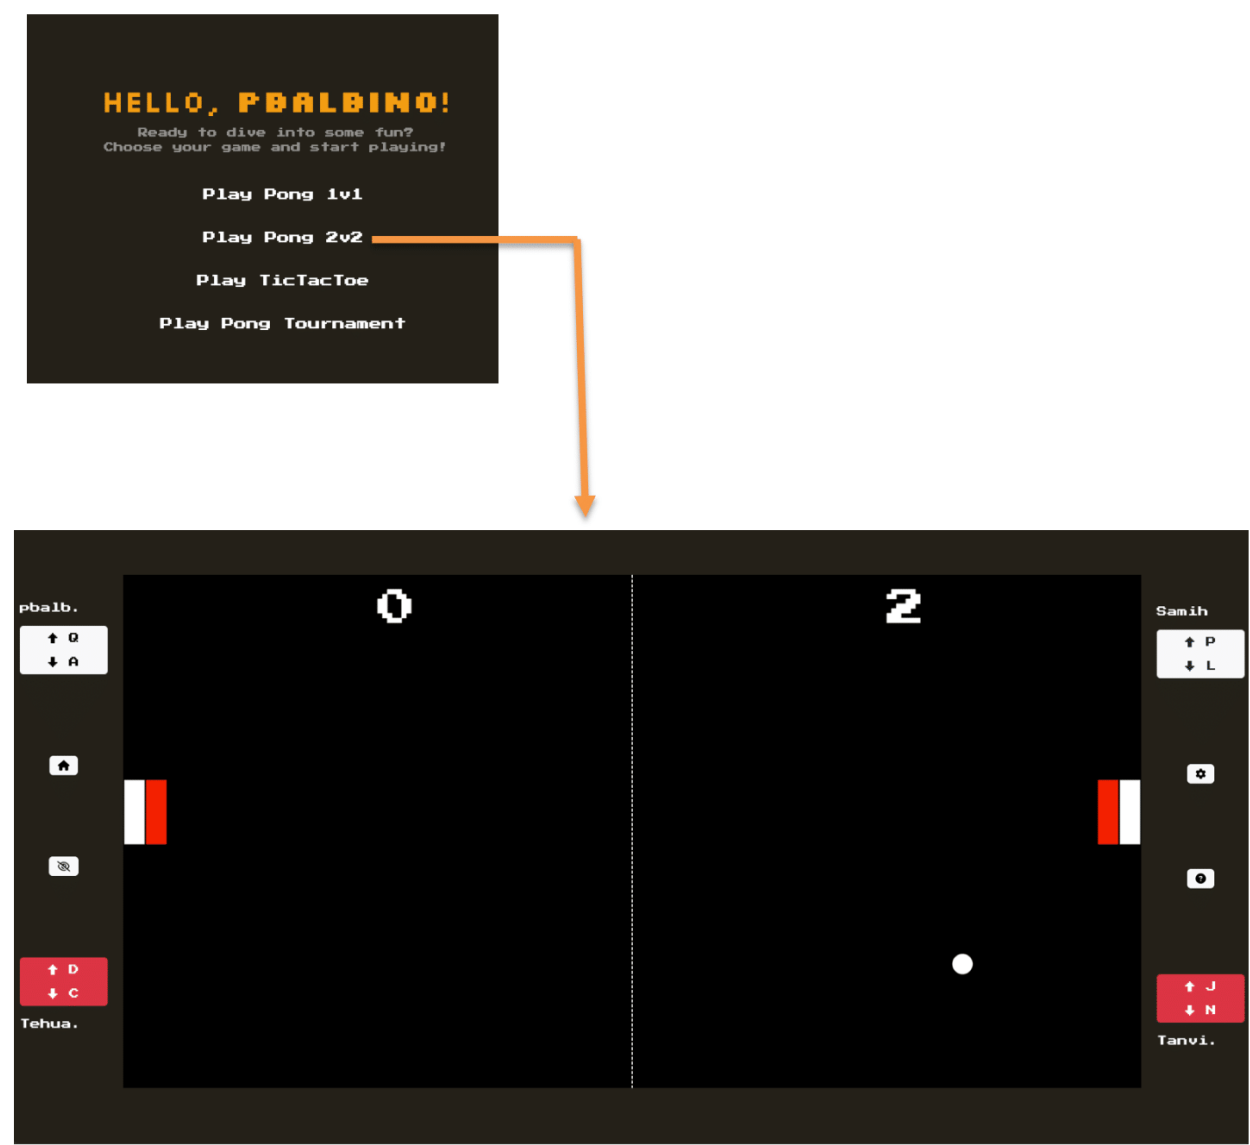 HELLO, PBALBINO!
Ready to dive into some fun?
Choose your game and start playing!
Play Pong 1v1
Play Pong 2v2
Play TicTacToe
Play Pong Tournament
0 2
pbalb.
↑ Q
↓ A
Samih
↑ P
↓ L
?
↑ D
↓ C
Tehua.
↑ J
↓ N
Tanvi.